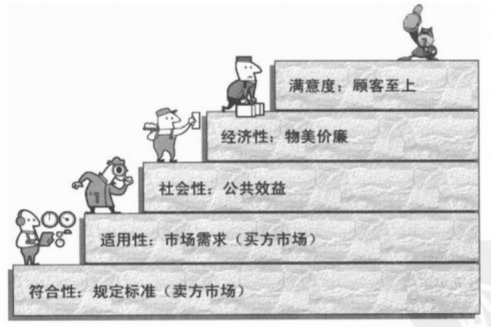 满意度：顾客至上
经济性：物美价廉
社会性：公共效益
适用性：市场需求（买方市场）
符合性：规定标准（卖方市场）